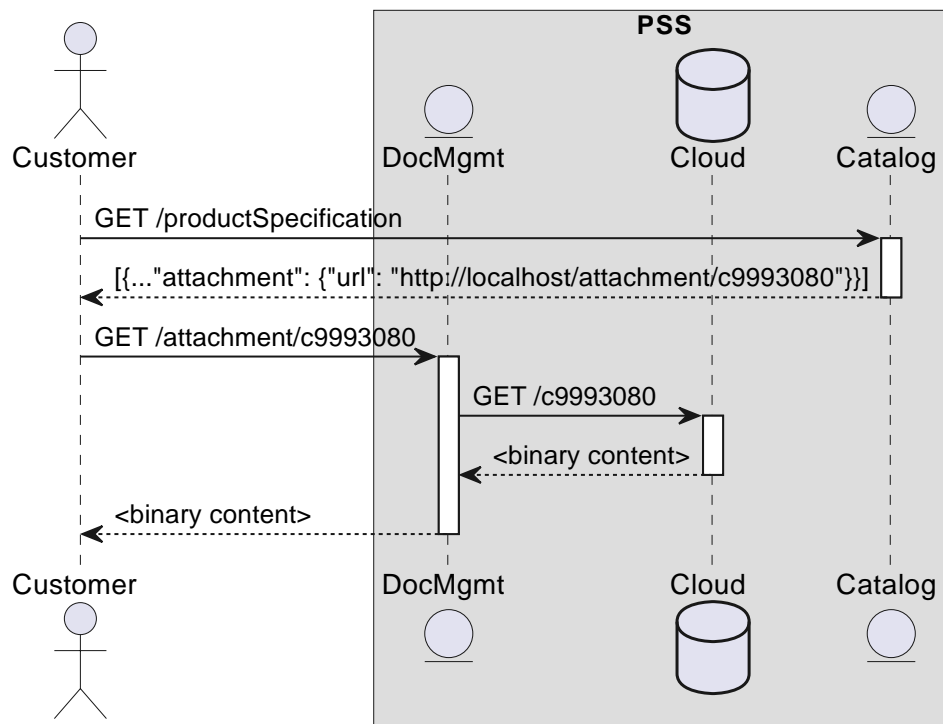 PSS
Customer
DocMgmt
Cloud
Catalog
GET /productSpecification
[{..."attachment": {"url": "http://localhost/attachment/c9993080"}}]
GET /attachment/c9993080
GET /c9993080
<binary content>
<binary content>
Customer
DocMgmt
Cloud
Catalog